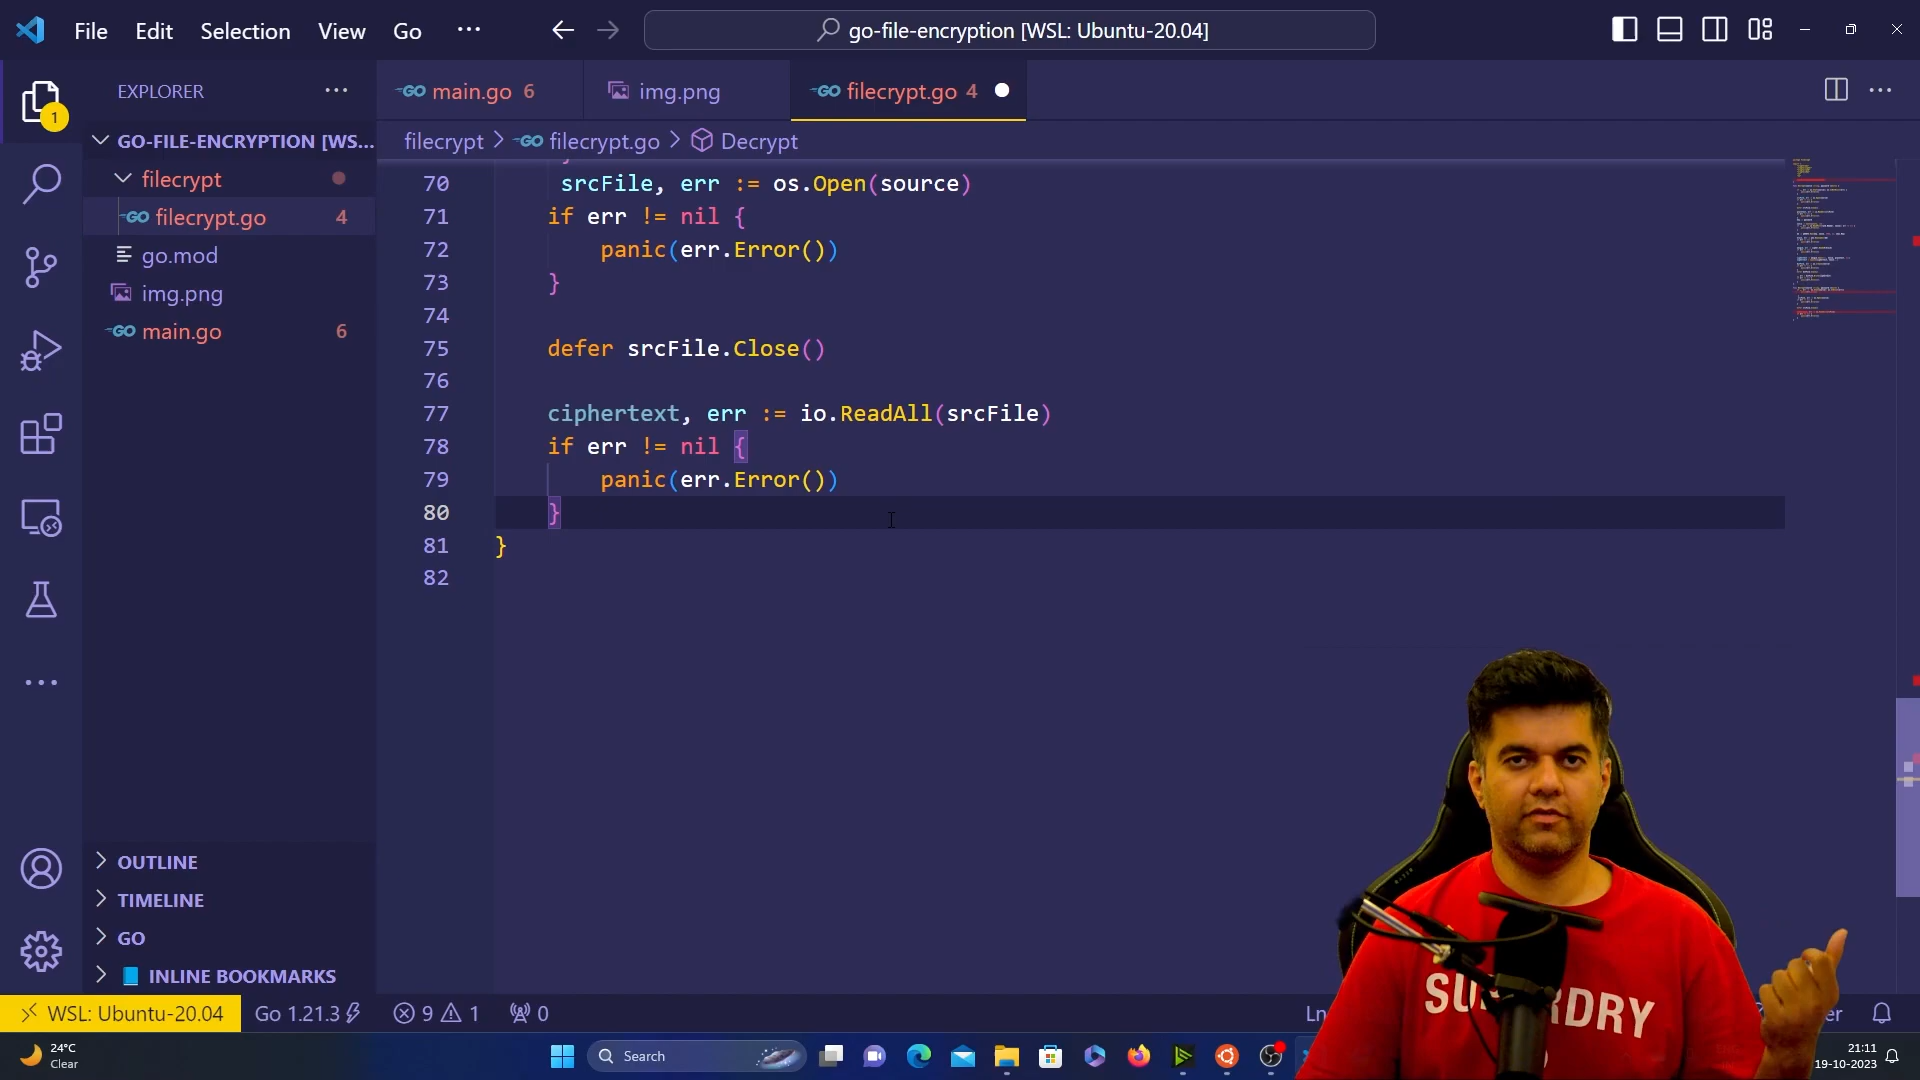 File Edit Selection View Go ··· go-file-encryption [WSL: Ubuntu-20.04]
1
EXPLORER ···
main.go 6
img.png
filecrypt.go 4
GO-FILE-ENCRYPTION [WS...
filecrypt
filecrypt.go 4
go.mod
img.png
main.go 6
filecrypt > filecrypt.go > Decrypt
70 srcFile, err := os.Open(source)
71 if err != nil {
72 panic(err.Error())
73 }
74
75 defer srcFile.Close()
76
77 ciphertext, err := io.ReadAll(srcFile)
78 if err != nil {
79 panic(err.Error())
80 }
81 }
82
OUTLINE
TIMELINE
GO
INLINE BOOKMARKS
WSL: Ubuntu-20.04 Go 1.21.3 9 1 0
24°C
Clear
Search
21:11
19-10-2023